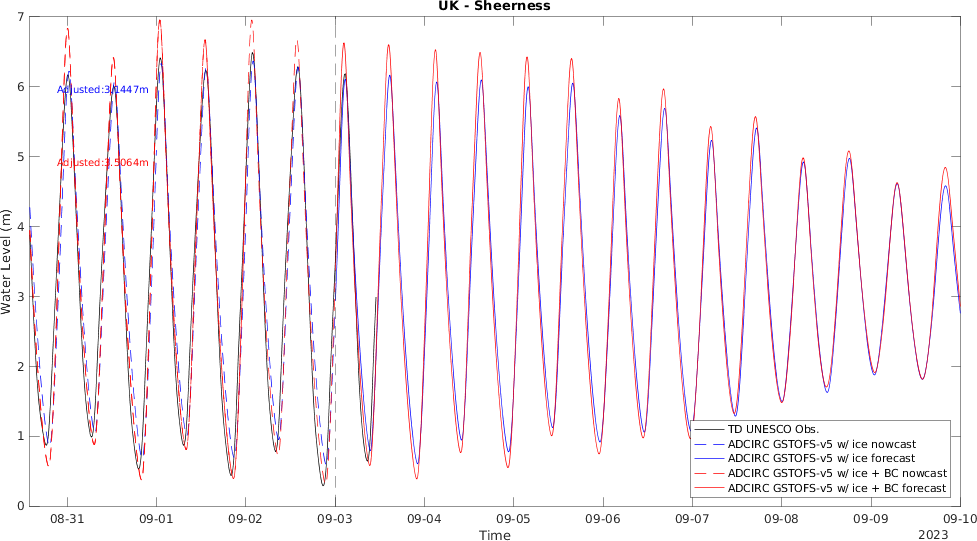 UK - Sheerness
7
6
5
4
3
2
1
0
Water Level (m)
Adjusted:3.1447m
Adjusted:3.5064m
TD UNESCO Obs.
ADCIRC GSTOFS-v5 w/ ice nowcast
ADCIRC GSTOFS-v5 w/ ice forecast
ADCIRC GSTOFS-v5 w/ ice + BC nowcast
ADCIRC GSTOFS-v5 w/ ice + BC forecast
08-31 09-01 09-02 09-03 09-04 09-05 09-06 09-07 09-08 09-09 09-10
Time
2023